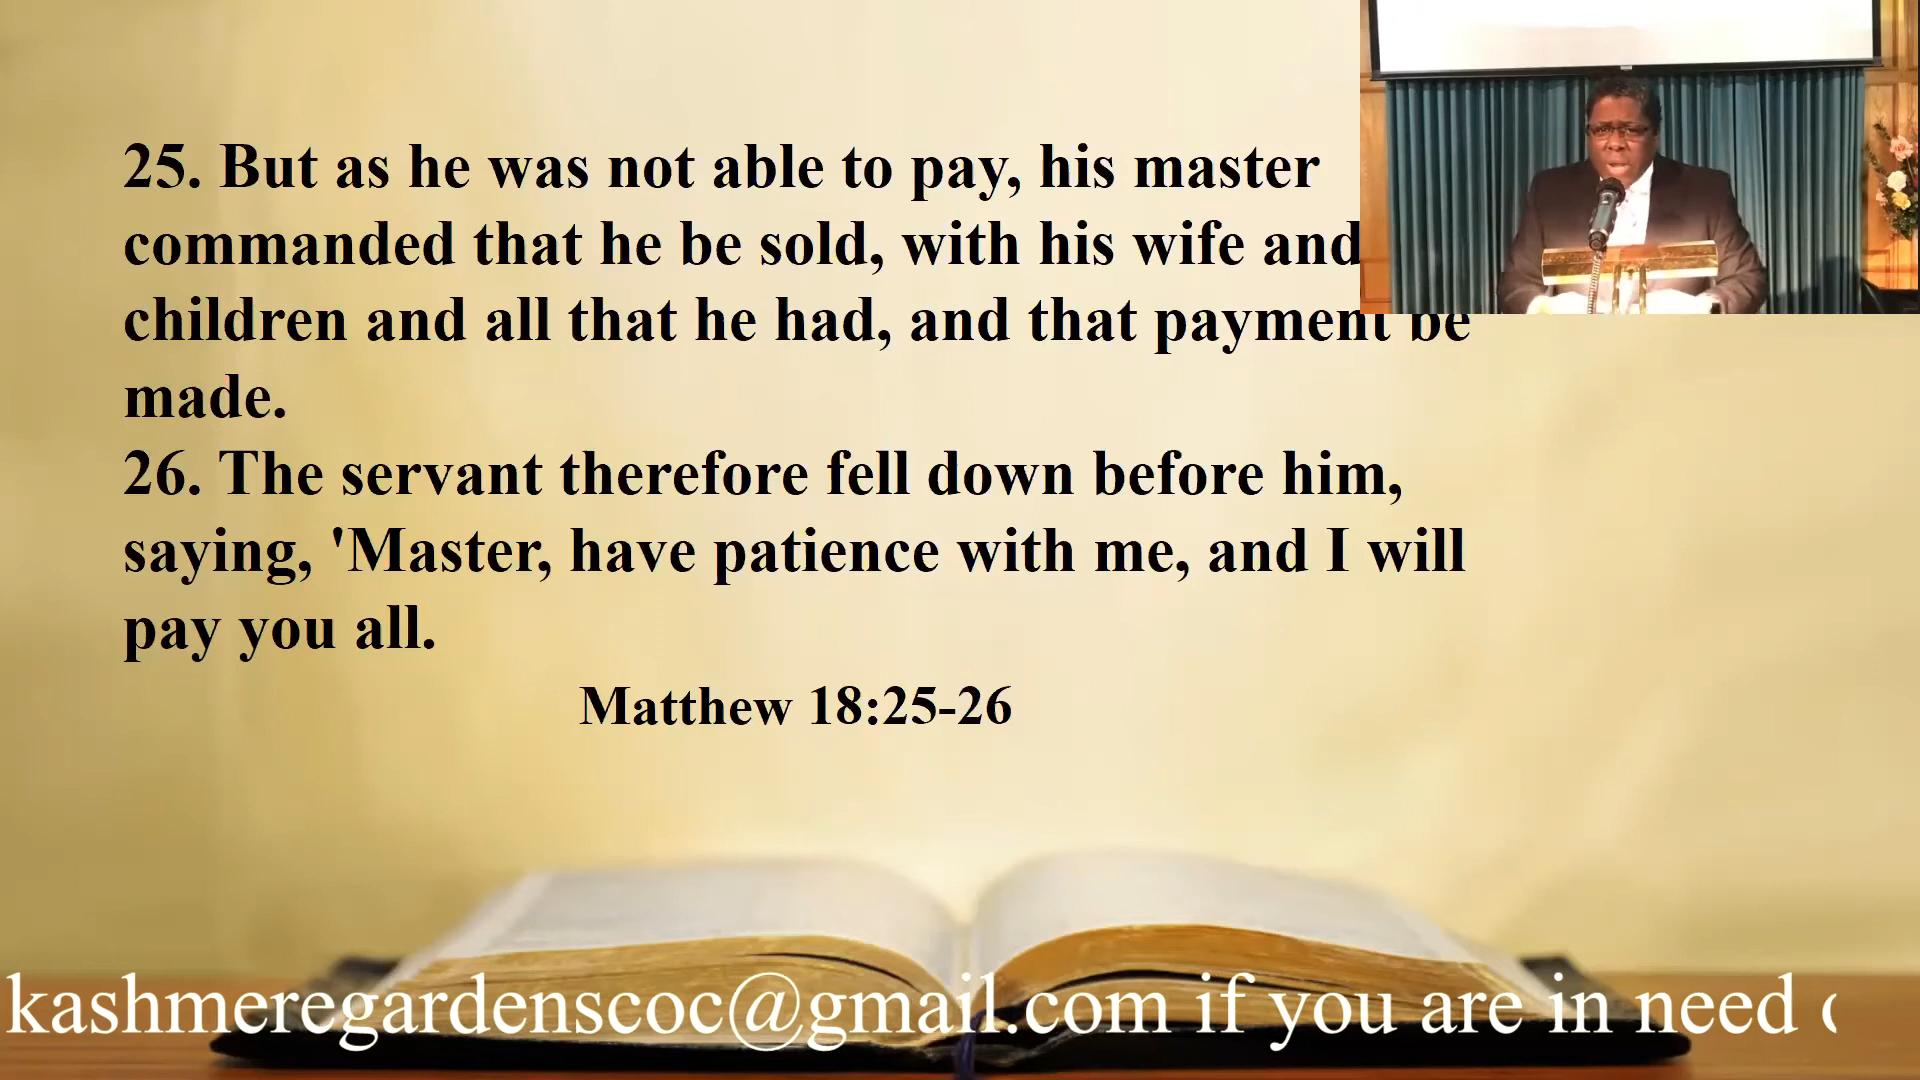 25. But as he was not able to pay, his master
commanded that he be sold, with his wife and
children and all that he had, and that payment be
made.
26. The servant therefore fell down before him,
saying, 'Master, have patience with me, and I will
pay you all.
Matthew 18:25-26
kashmeregardenscoc@gmail.com if you are in need